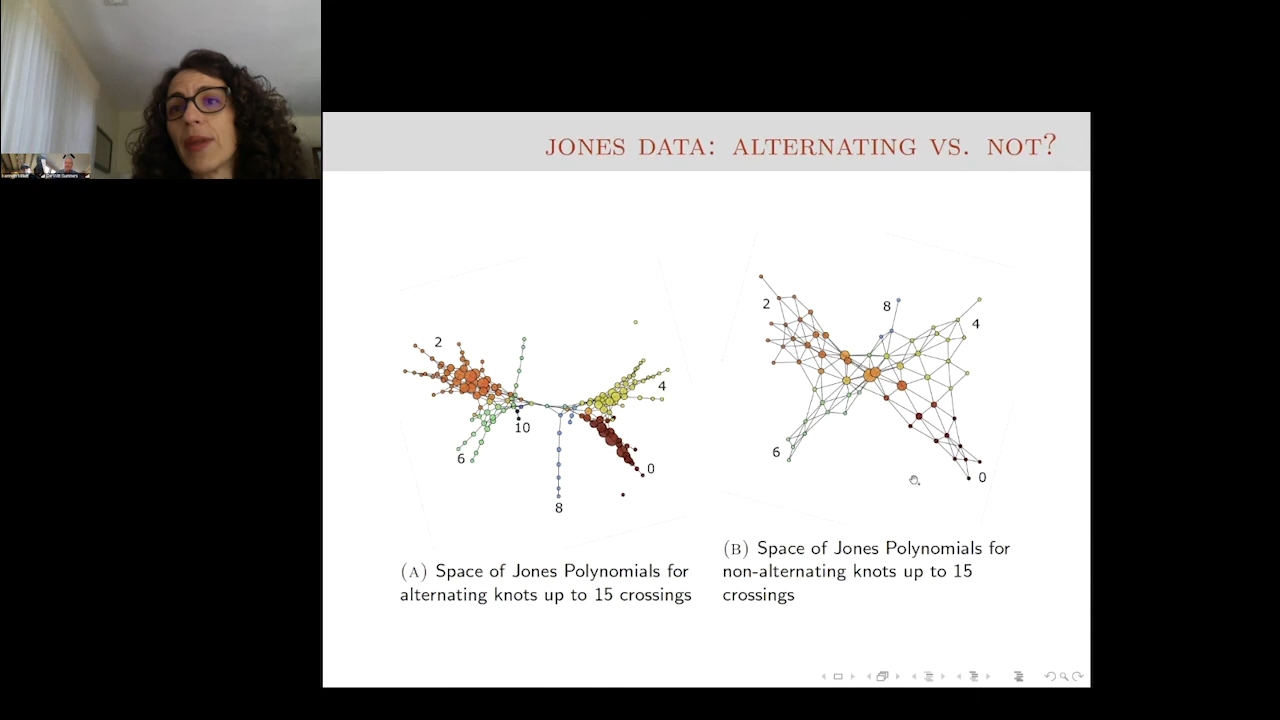 JONES DATA: ALTERNATING VS. NOT?
2
4
10
6
0
8
2
8
4
6
0
(A) Space of Jones Polynomials for
alternating knots up to 15 crossings
(B) Space of Jones Polynomials for
non-alternating knots up to 15
crossings